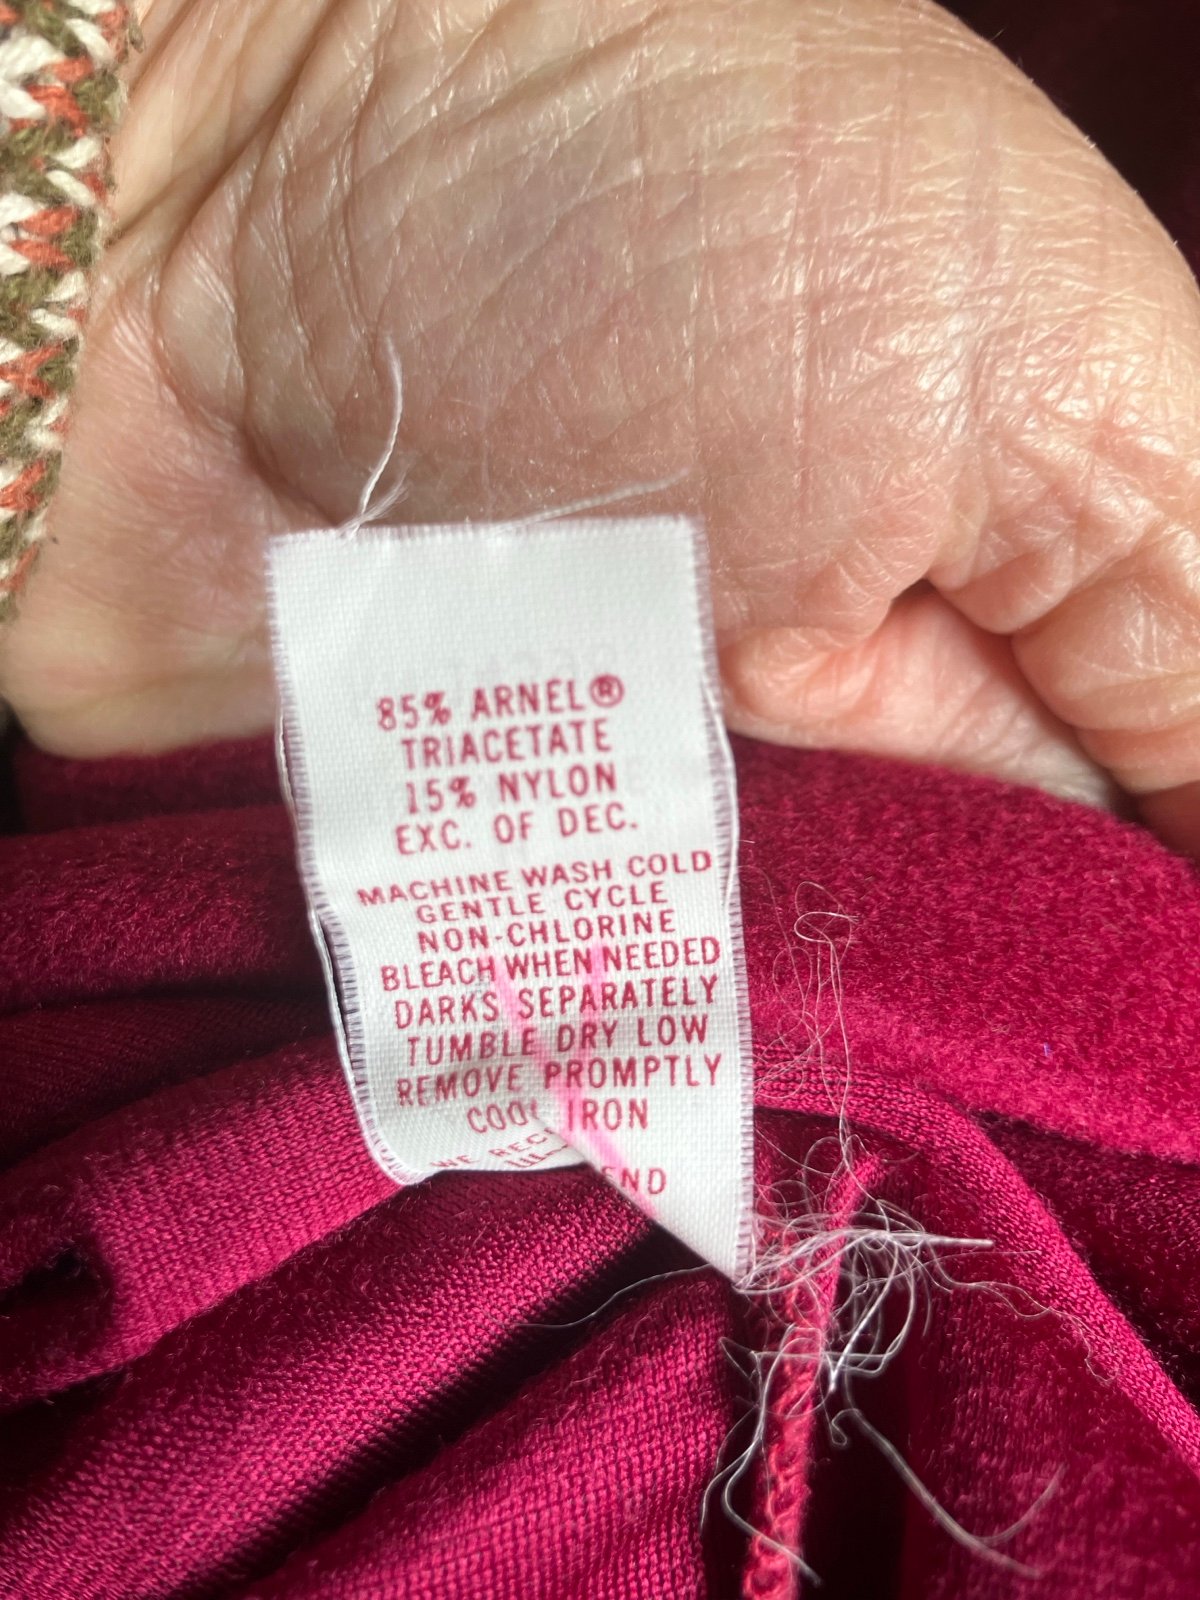 85% ARNEL®
TRIACETATE
15% NYLON
EXC. OF DEC.
MACHINE WASH COLD
GENTLE CYCLE
NON-CHLORINE
BLEACH WHEN NEEDED
DARKS SEPARATELY
TUMBLE DRY LOW
REMOVE PROMPTLY
COOL IRON